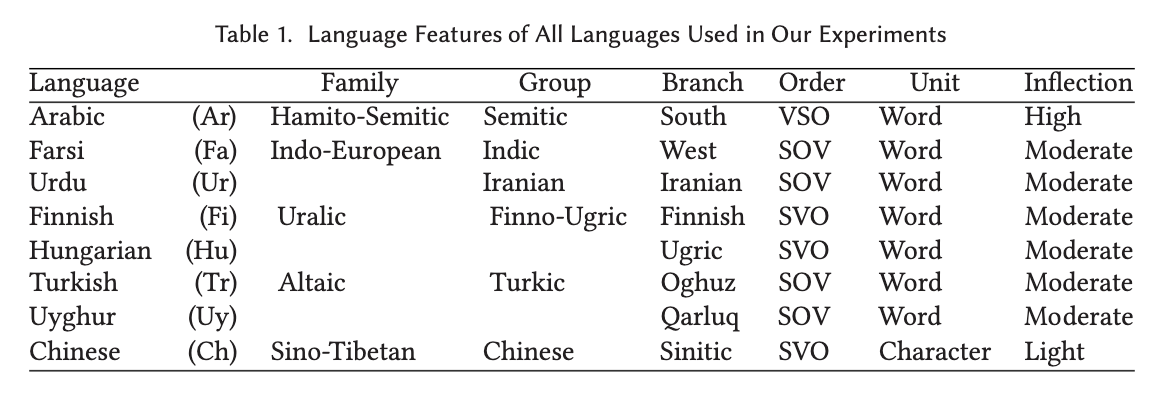 Table 1. Language Features of All Languages Used in Our Experiments
Language Family Group Branch Order Unit Inflection
Arabic (Ar) Hamito-Semitic Semitic South VSO Word High
Farsi (Fa) Indo-European Indic West SOV Word Moderate
Urdu (Ur) Iranian Iranian SOV Word Moderate
Finnish (Fi) Uralic Finno-Ugric Finnish SVO Word Moderate
Hungarian (Hu) Ugric SVO Word Moderate
Turkish (Tr) Altaic Turkic Oghuz SOV Word Moderate
Uyghur (Uy) Qarluq SOV Word Moderate
Chinese (Ch) Sino-Tibetan Chinese Sinitic SVO Character Light